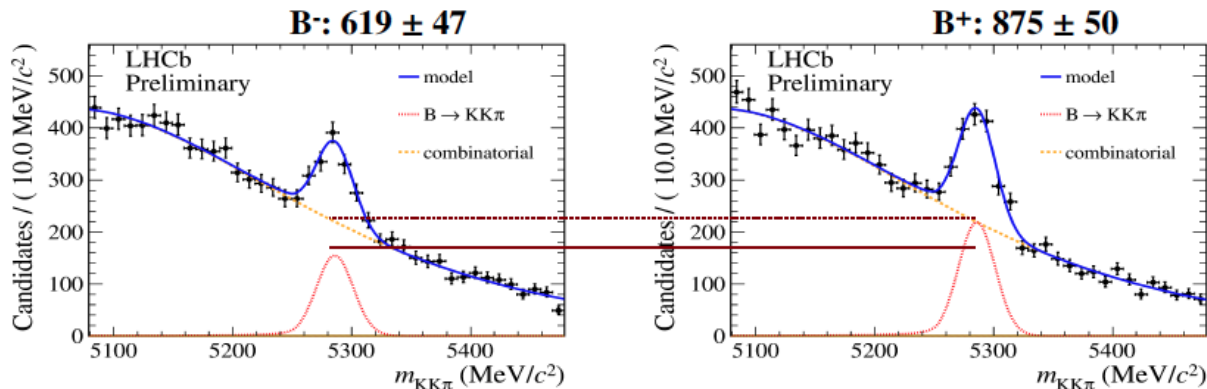 B⁻: 619 ± 47
LHCb
Preliminary
model
B → KKπ
combinatorial
Candidates / ( 10.0 MeV/c²)
500
400
300
200
100
0
5100 5200 5300 5400
m_KKπ (MeV/c²)
B⁺: 875 ± 50
LHCb
Preliminary
model
B → KKπ
combinatorial
Candidates / ( 10.0 MeV/c²)
500
400
300
200
100
0
5100 5200 5300 5400
m_KKπ (MeV/c²)